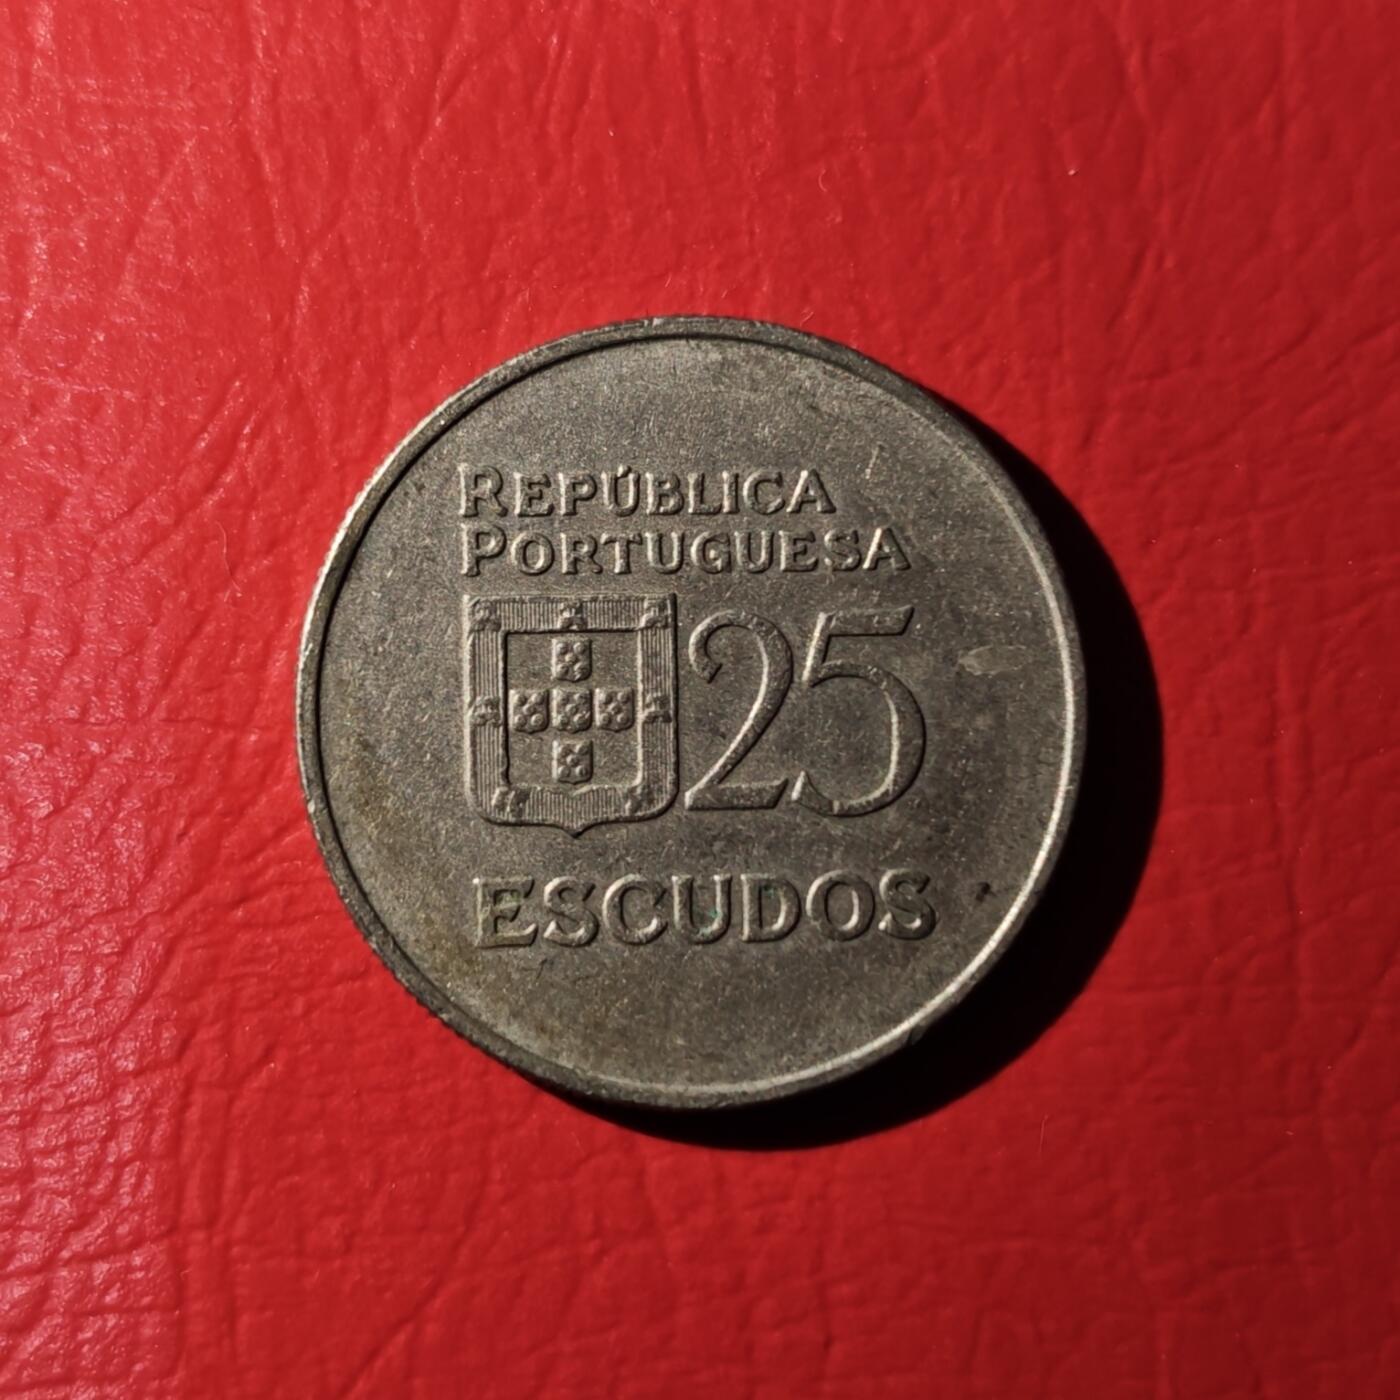 REPÚBLICA
PORTUGUESA
25
ESCUDOS